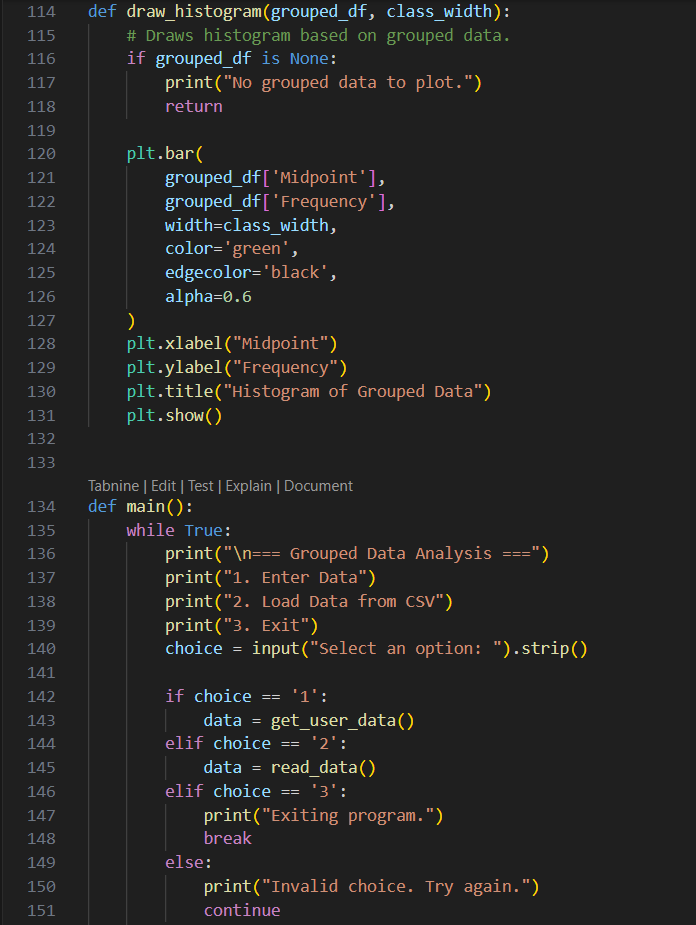 114 def draw_histogram(grouped_df, class_width):
115     # Draws histogram based on grouped data.
116     if grouped_df is None:
117         print("No grouped data to plot.")
118         return
119
120     plt.bar(
121         grouped_df['Midpoint'],
122         grouped_df['Frequency'],
123         width=class_width,
124         color='green',
125         edgecolor='black',
126         alpha=0.6
127     )
128     plt.xlabel("Midpoint")
129     plt.ylabel("Frequency")
130     plt.title("Histogram of Grouped Data")
131     plt.show()
132
133
Tabnine | Edit | Test | Explain | Document
134 def main():
135     while True:
136         print("\n=== Grouped Data Analysis ===")
137         print("1. Enter Data")
138         print("2. Load Data from CSV")
139         print("3. Exit")
140         choice = input("Select an option: ").strip()
141
142         if choice == '1':
143             data = get_user_data()
144         elif choice == '2':
145             data = read_data()
146         elif choice == '3':
147             print("Exiting program.")
148             break
149         else:
150             print("Invalid choice. Try again.")
151             continue